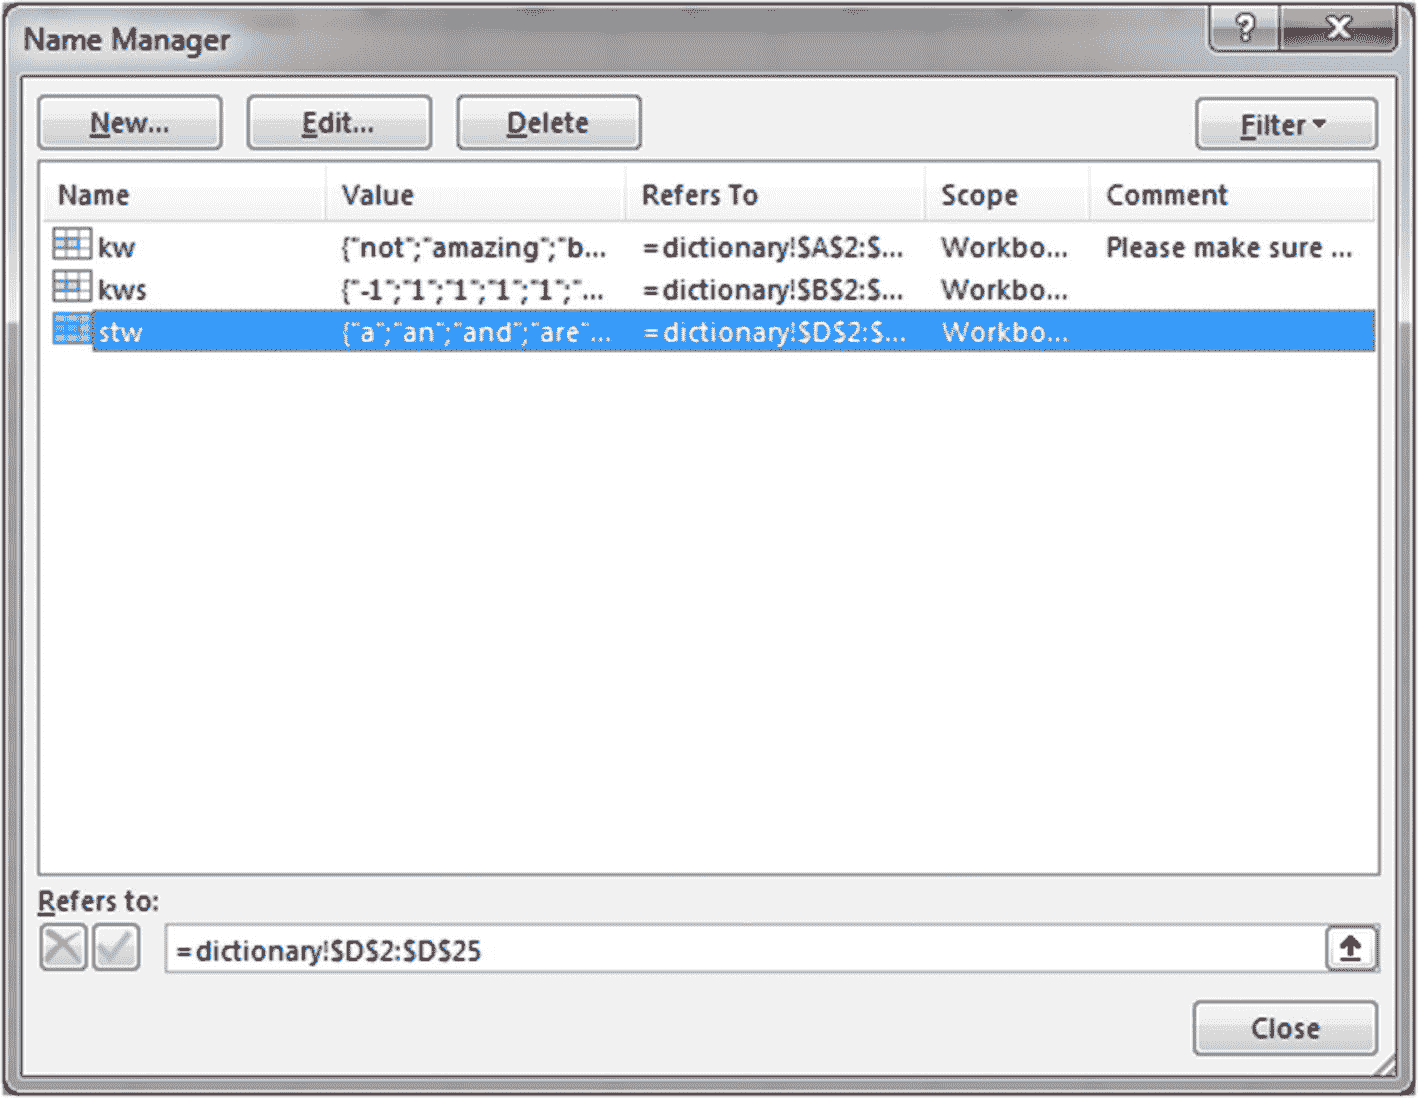 Name Manager
?
New... Edit... Delete Filter
Name Value Refers To Scope Comment
kw {"not";"amazing";"b... =dictionary!$A$2:$... Workbo... Please make sure ...
kws {"-1";"1";"1";"1";"1";"... =dictionary!$B$2:$... Workbo...
stw {"a";"an";"and";"are"... =dictionary!$D$2:$... Workbo...
Refers to:
=dictionary!$D$2:$D$25
Close